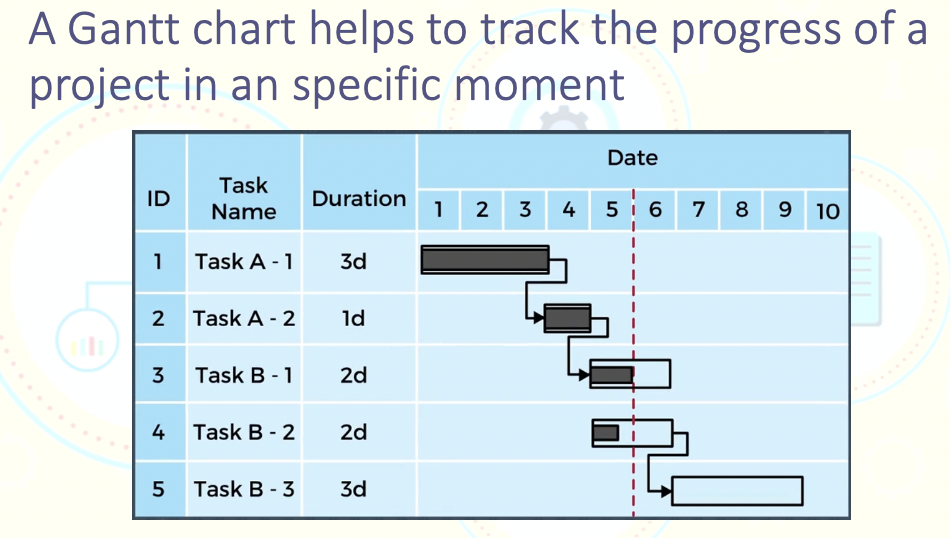 A Gantt chart helps to track the progress of a
project in an specific moment
Date
ID Task Name Duration 1 2 3 4 5 6 7 8 9 10
1 Task A - 1 3d
2 Task A - 2 1d
3 Task B - 1 2d
4 Task B - 2 2d
5 Task B - 3 3d